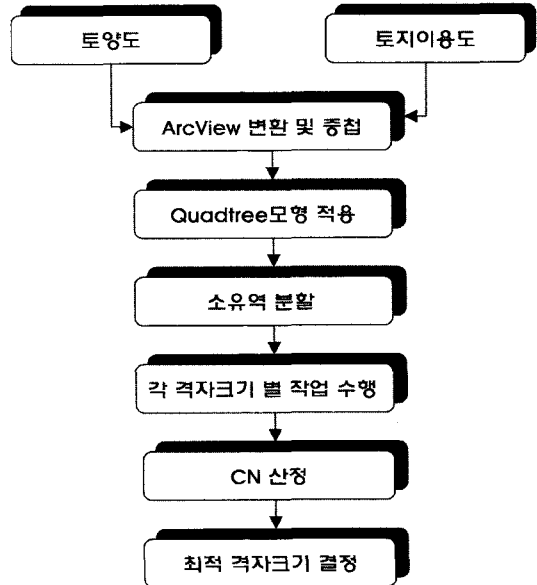 토양도
토지이용도
ArcView 변환 및 중첩
Quadtree모형 적용
소유역 분할
각 격자크기 별 작업 수행
CN 산정
최적 격자크기 결정